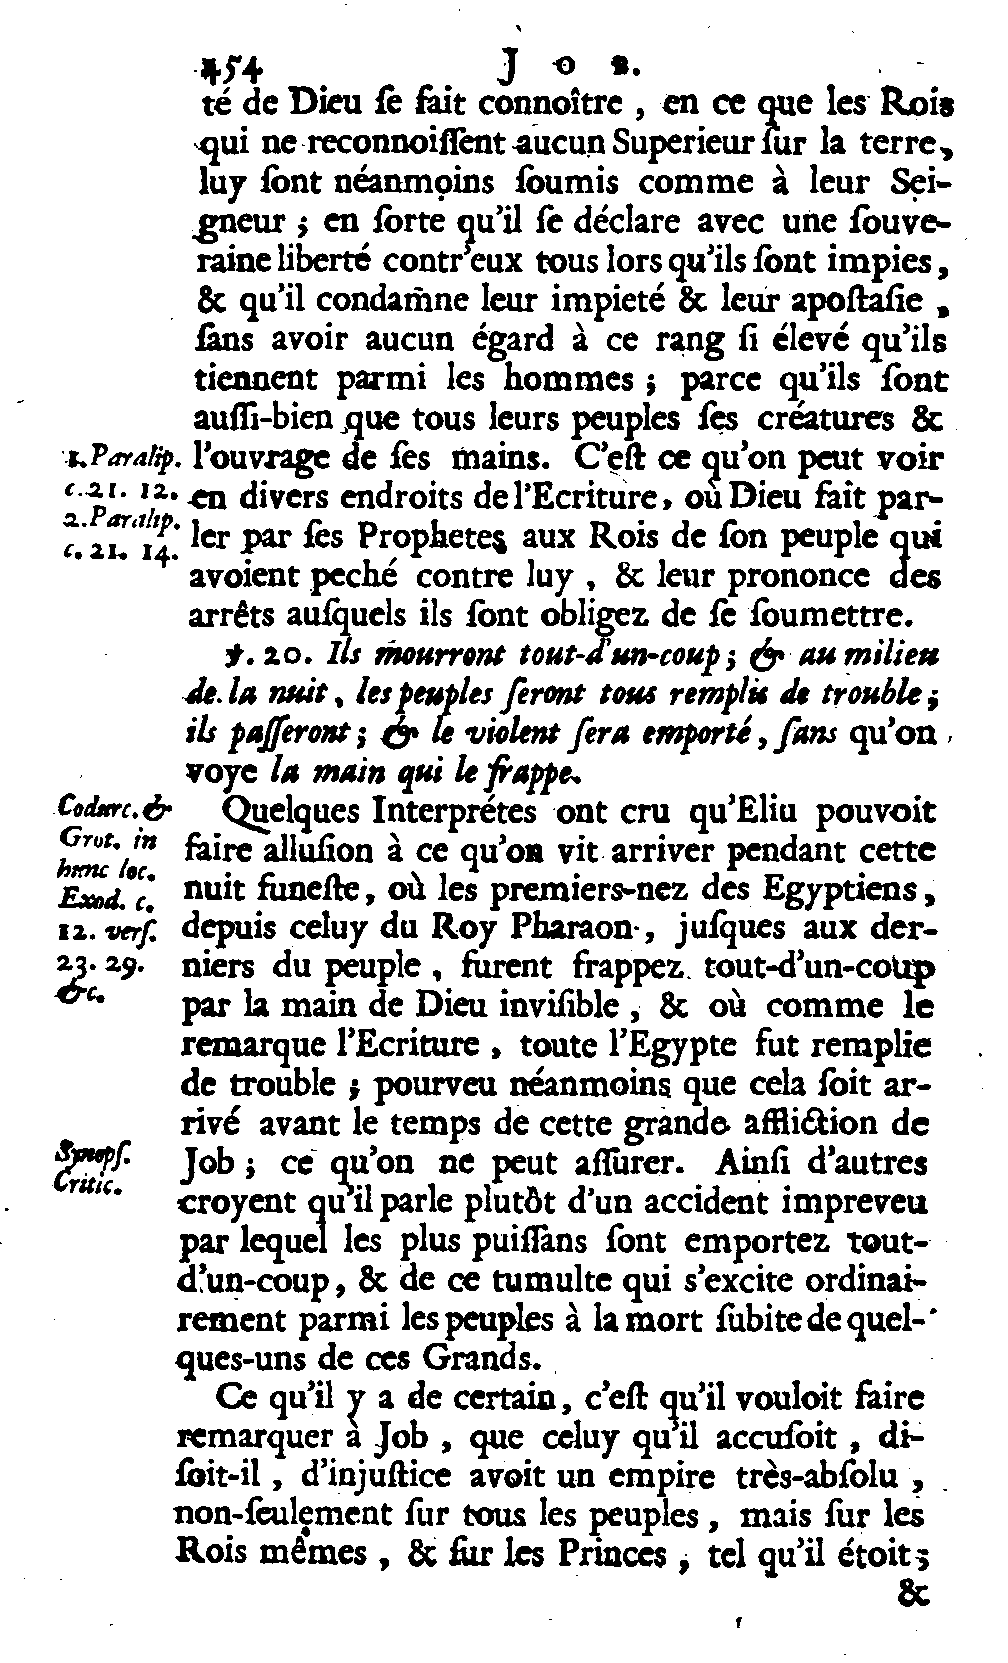 454 JOB.
té de Dieu ſe fait connoître, en ce que les Rois
qui ne reconnoiſſent aucun Superieur ſur la terre,
luy ſont néanmoins ſoumis comme à leur Sei-
gneur ; en ſorte qu'il ſe déclare avec une ſouve-
raine liberté contr'eux tous lors qu'ils ſont impies,
& qu'il condamne leur impieté & leur apoſtaſie,
ſans avoir aucun égard à ce rang ſi élevé qu'ils
tiennent parmi les hommes ; parce qu'ils ſont
auſſi-bien que tous leurs peuples ſes créatures &
1. Paralip. l'ouvrage de ſes mains. C'eſt ce qu'on peut voir
c. 21. 12. en divers endroits de l'Ecriture, où Dieu fait par-
2. Paralip. ler par ſes Prophetes aux Rois de ſon peuple qui
c. 21. 14.
avoient peché contre luy, & leur prononce des
arrêts auſquels ils ſont obligez de ſe ſoumettre.
℣. 20. Ils mourront tout-d'un-coup ; & au milieu
de la nuit, les peuples ſeront tous remplis de trouble ;
ils paſſeront ; & le violent ſera emporté, ſans qu'on
voye la main qui le frappe.
Codurc. & Quelques Interprétes ont cru qu'Eliu pouvoit
Grot. in faire alluſion à ce qu'on vit arriver pendant cette
hunc loc.
Exod. c. nuit funeſte, où les premiers-nez des Egyptiens,
12. verſ. depuis celuy du Roy Pharaon, juſques aux der-
23. 29. niers du peuple, furent frappez tout-d'un-coup
&c.
par la main de Dieu inviſible, & où comme le
remarque l'Ecriture, toute l'Egypte fut remplie
de trouble ; pourveu néanmoins que cela ſoit ar-
rivé avant le temps de cette grande affliction de
Synopſ. Job ; ce qu'on ne peut aſſurer. Ainſi d'autres
Critic.
croyent qu'il parle plutôt d'un accident impreveu
par lequel les plus puiſſans ſont emportez tout-
d'un-coup, & de ce tumulte qui s'excite ordinai-
rement parmi les peuples à la mort ſubite de quel-
ques-uns de ces Grands.
Ce qu'il y a de certain, c'eſt qu'il vouloit faire
remarquer à Job, que celuy qu'il accuſoit, di-
ſoit-il, d'injuſtice avoit un empire très-abſolu,
non-ſeulement ſur tous les peuples, mais ſur les
Rois mêmes, & ſur les Princes, tel qu'il étoit ;
&